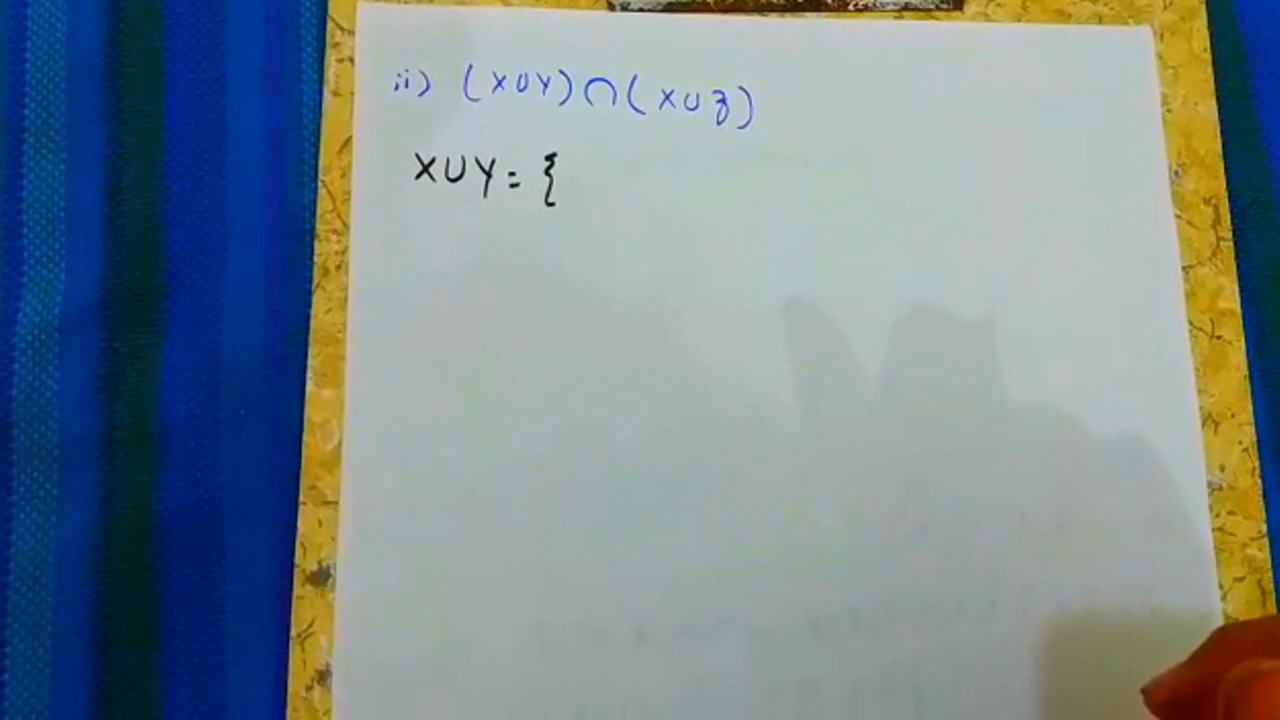 ii) (X∪Y)∩(X∪Z)
X∪Y = {